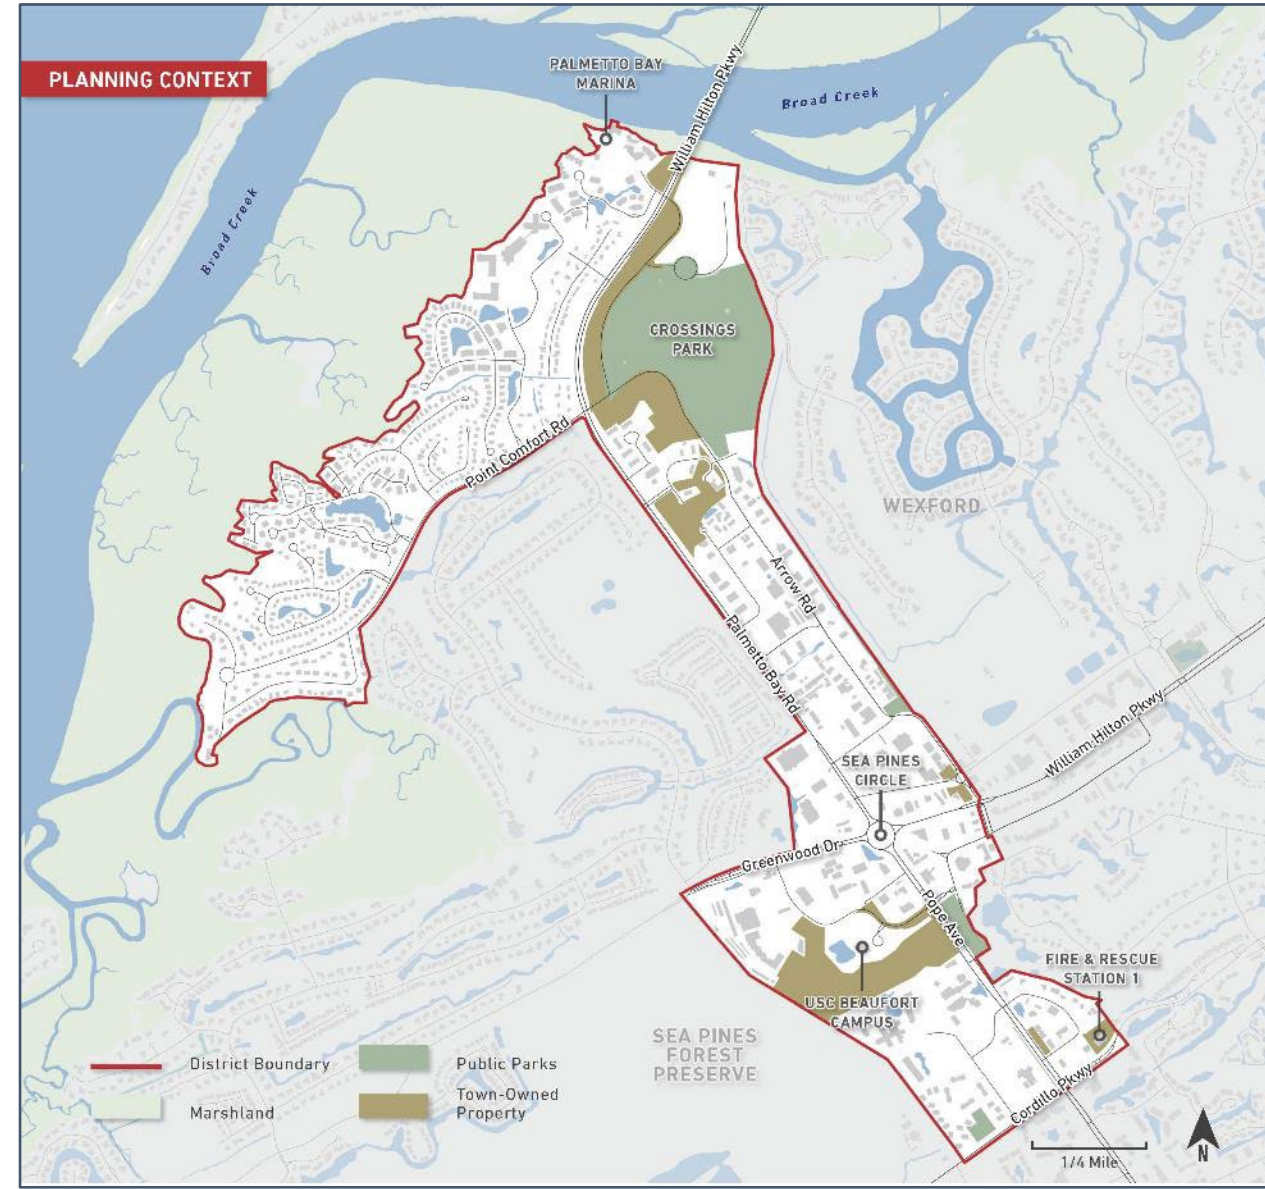 PLANNING CONTEXT
PALMETTO BAY
MARINA
William Hilton Pkwy
Broad Creek
Broad Creek
CROSSINGS
PARK
Point Comfort Rd
WEXFORD
Arrow Rd
Palmetto Bay Rd
William Hilton Pkwy
SEA PINES
CIRCLE
Greenwood Dr
Pope Ave
FIRE & RESCUE
STATION 1
USC BEAUFORT
CAMPUS
SEA PINES
FOREST
PRESERVE
Cordillo Pkwy
District Boundary
Public Parks
Marshland
Town-Owned
Property
1/4 Mile
N